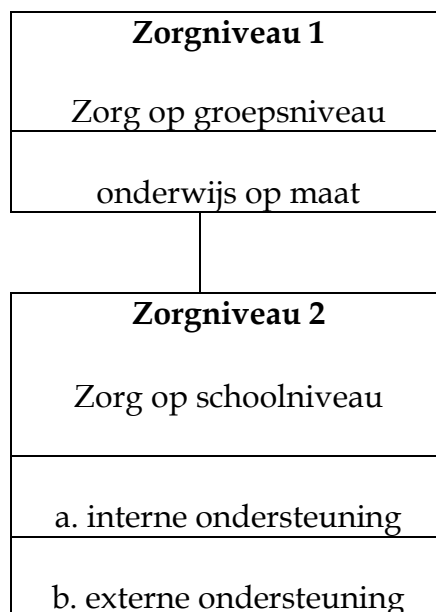 Zorgniveau 1
Zorg op groepsniveau
onderwijs op maat
Zorgniveau 2
Zorg op schoolniveau
a. interne ondersteuning
b. externe ondersteuning